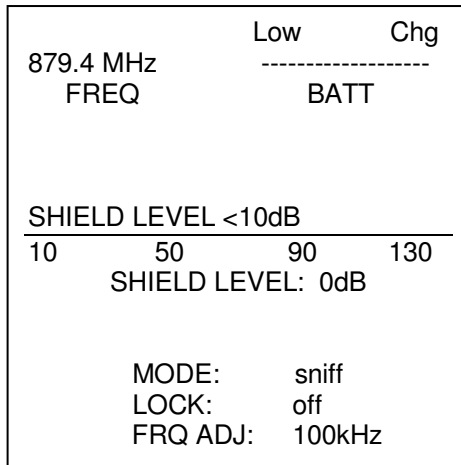 Low Chg
879.4 MHz -------------------
FREQ BATT
SHIELD LEVEL <10dB
10 50 90 130
SHIELD LEVEL: 0dB
MODE: sniff
LOCK: off
FRQ ADJ: 100kHz